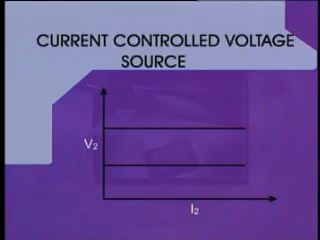 CURRENT CONTROLLED VOLTAGE
SOURCE
V₂
I₂